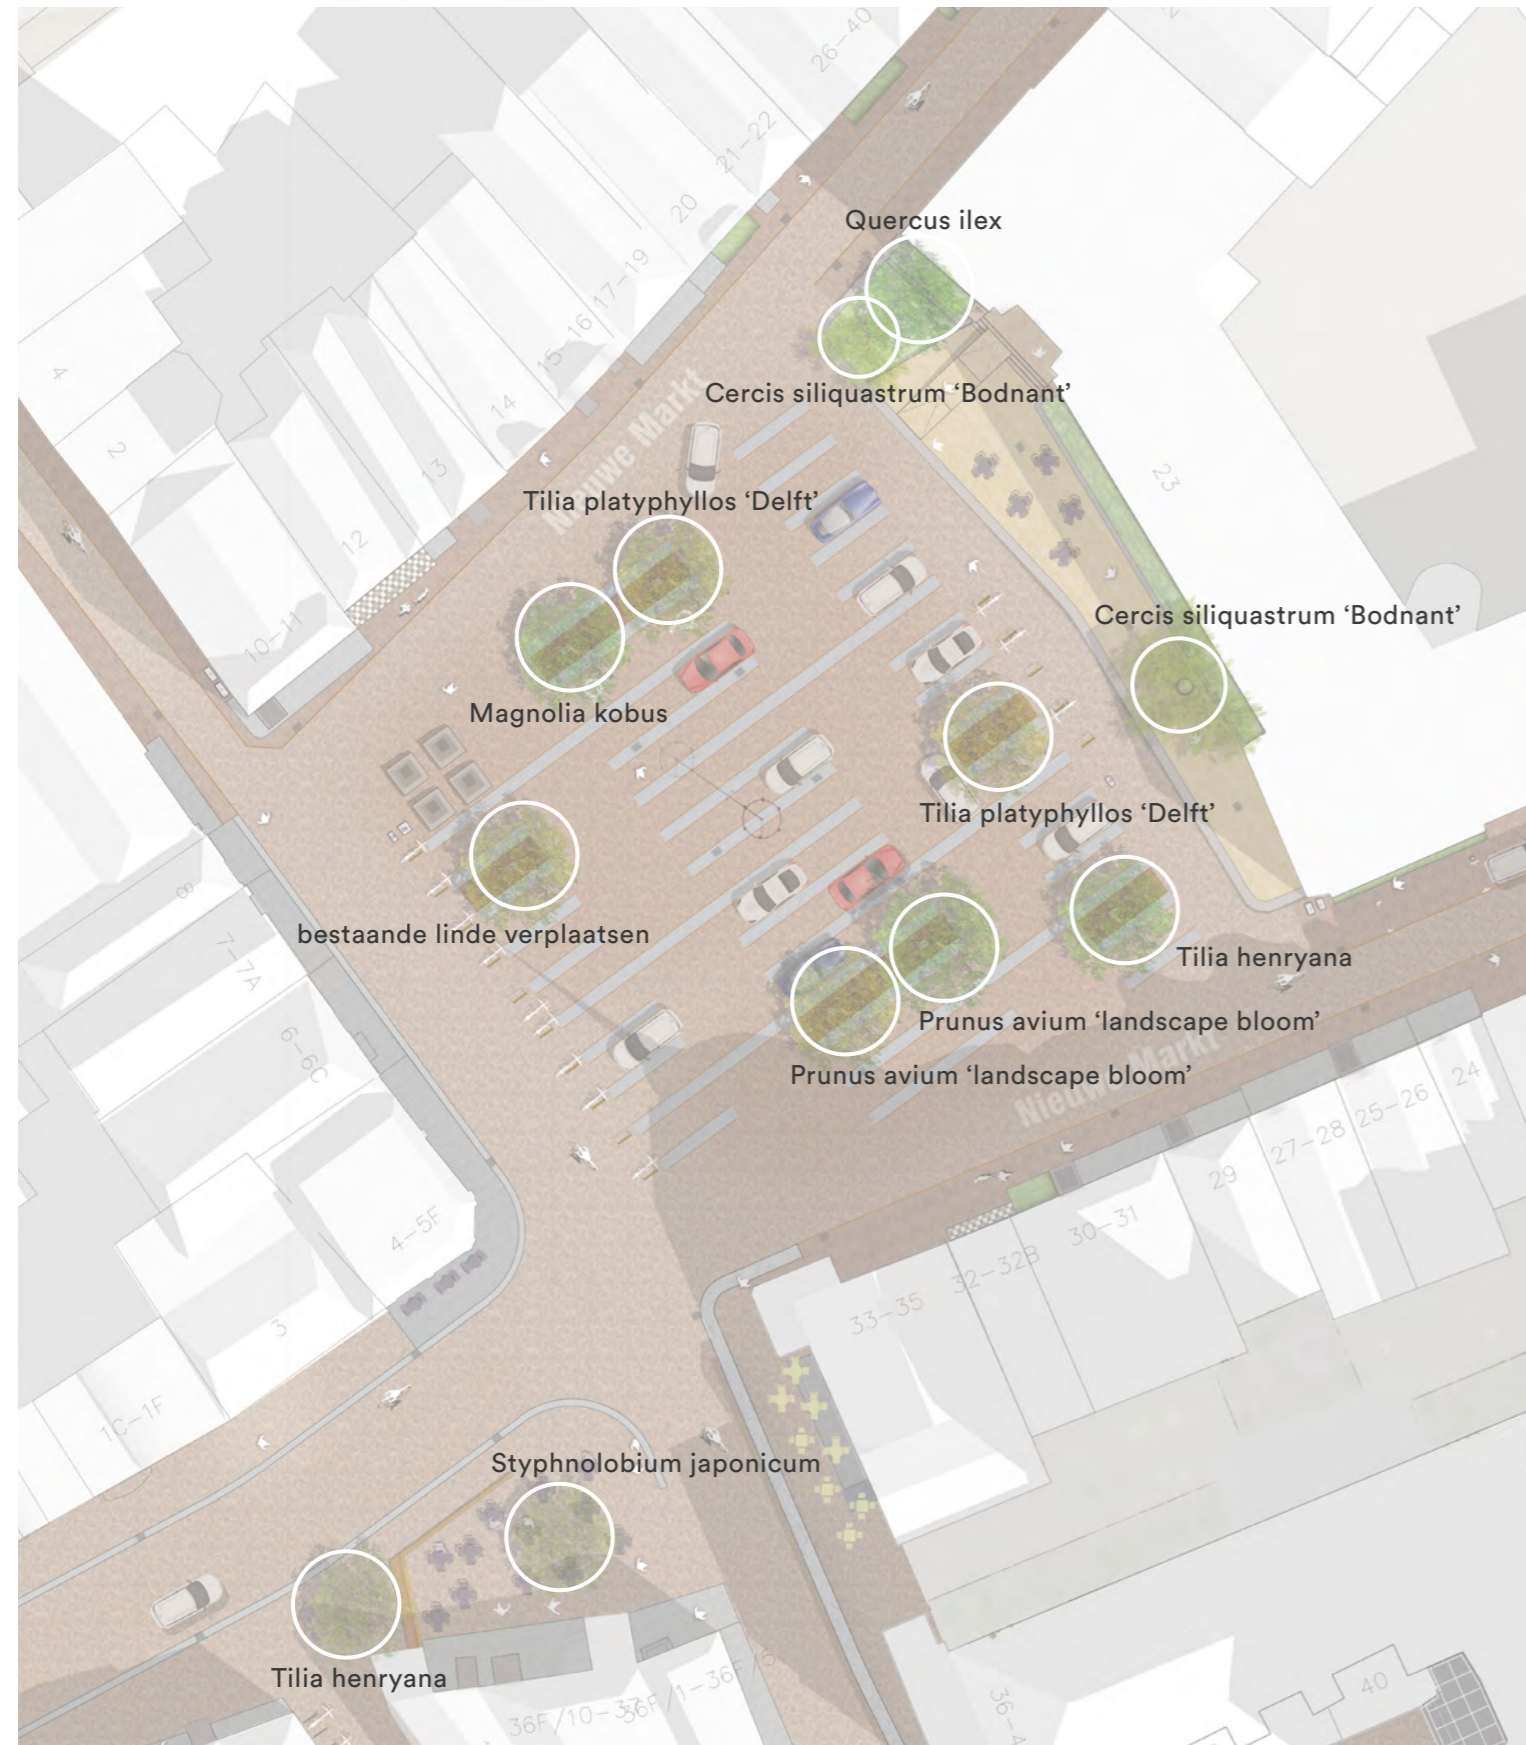 26-40
21-22
20
Quercus ilex
17-19
15-16
4
Cercis siliquastrum ‘Bodnant’
14
Nieuwe Markt
2
13
23
Tilia platyphyllos ‘Delft’
12
Cercis siliquastrum ‘Bodnant’
10-11
Magnolia kobus
Tilia platyphyllos ‘Delft’
8
bestaande linde verplaatsen
7-7A
Tilia henryana
Prunus avium ‘landscape bloom’
6-6C
Prunus avium ‘landscape bloom’
Nieuwe Markt
24
25-26
27-28
29
4-5F
30-31
32-32B
33-35
3
1C-1F
Styphnolobium japonicum
Tilia henryana
40